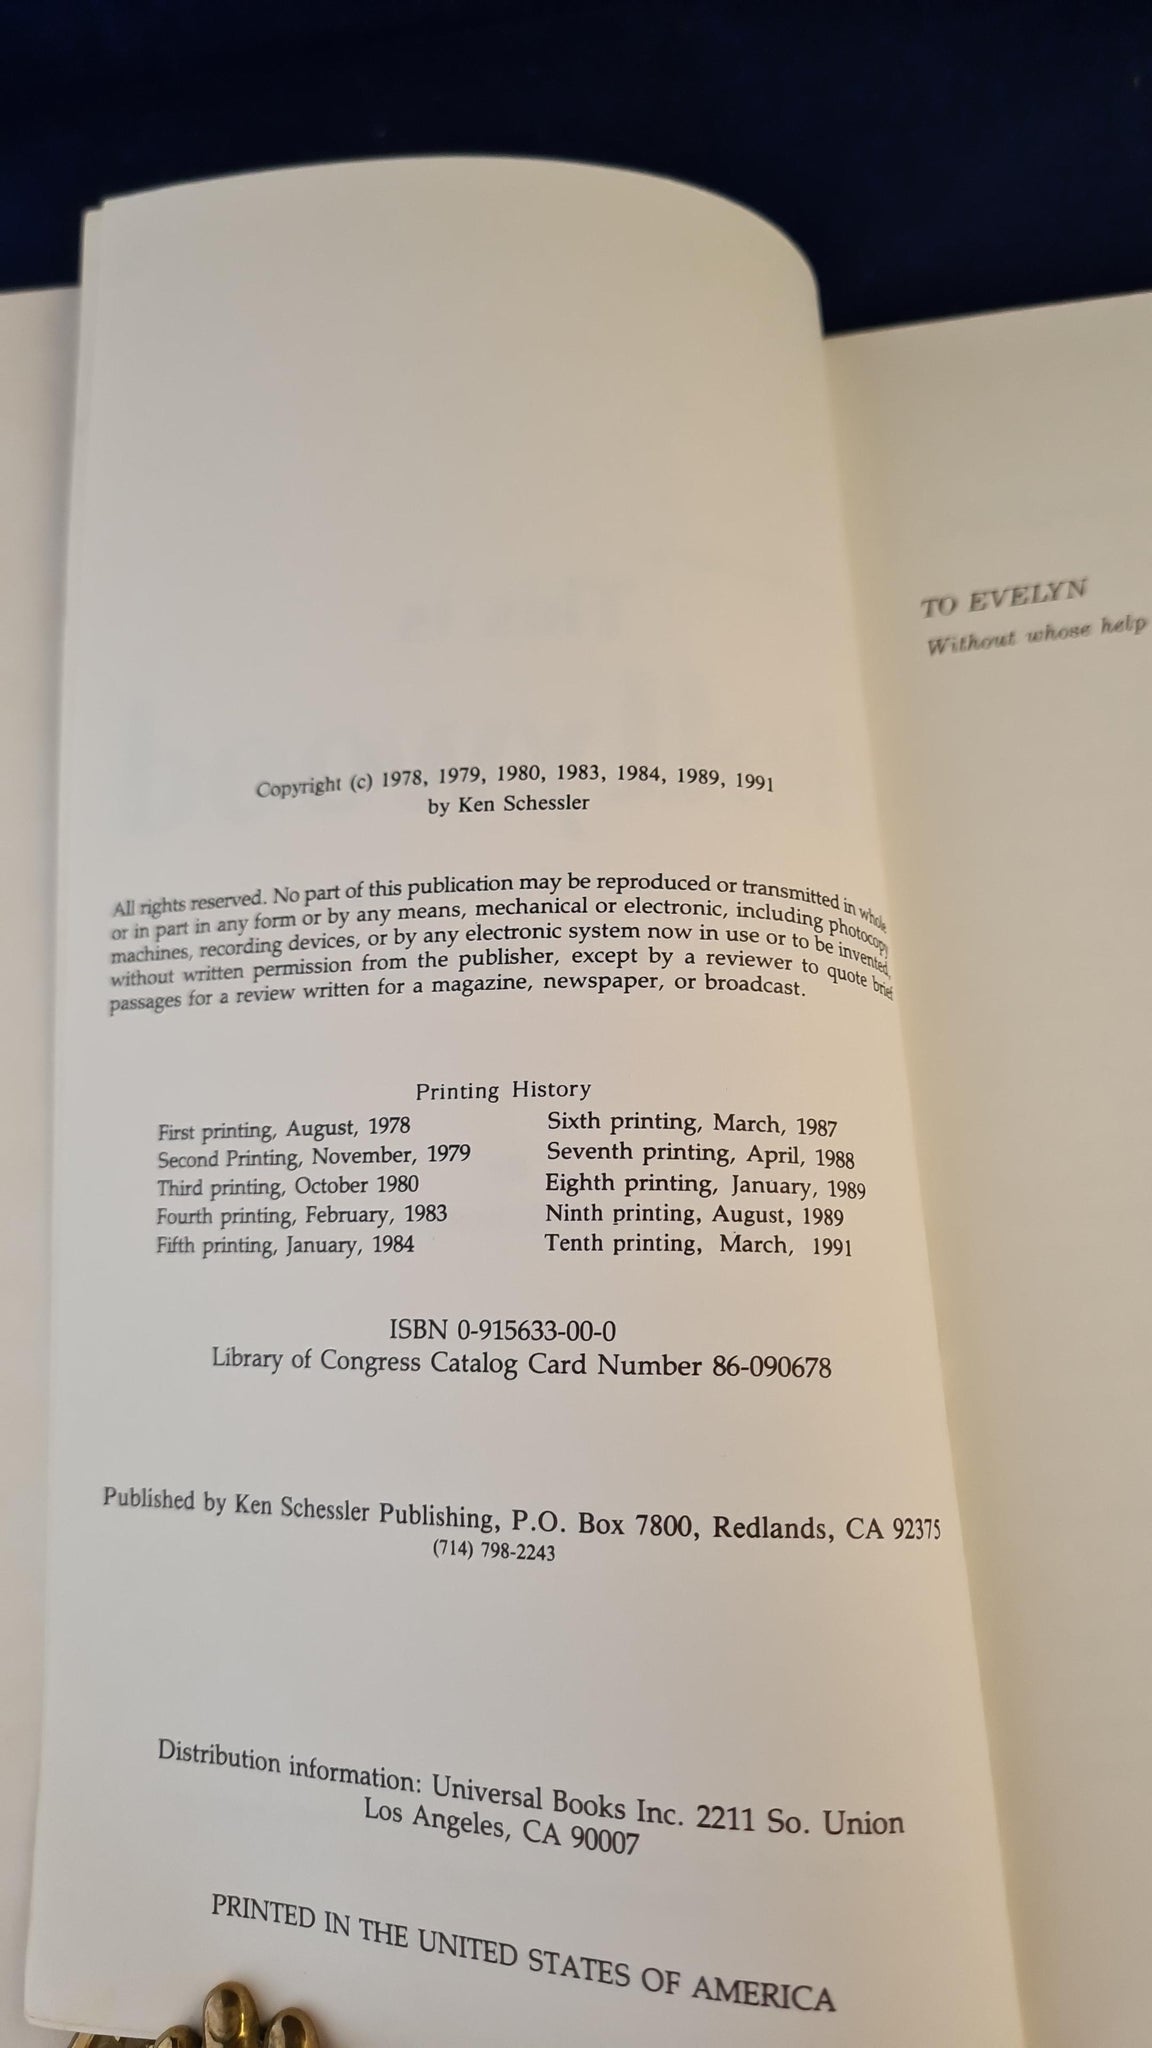 Copyright (c) 1978, 1979, 1980, 1983, 1984, 1989, 1991
by Ken Schessler
All rights reserved. No part of this publication may be reproduced or transmitted in whole
or in part in any form or by any means, mechanical or electronic, including photocopy
machines, recording devices, or by any electronic system now in use or to be invented,
without written permission from the publisher, except by a reviewer to quote brief
passages for a review written for a magazine, newspaper, or broadcast.
Printing History
First printing, August, 1978
Second Printing, November, 1979
Third printing, October 1980
Fourth printing, February, 1983
Fifth printing, January, 1984
Sixth printing, March, 1987
Seventh printing, April, 1988
Eighth printing, January, 1989
Ninth printing, August, 1989
Tenth printing, March, 1991
ISBN 0-915633-00-0
Library of Congress Catalog Card Number 86-090678
Published by Ken Schessler Publishing, P.O. Box 7800, Redlands, CA 92375
(714) 798-2243
Distribution information: Universal Books Inc. 2211 So. Union
Los Angeles, CA 90007
PRINTED IN THE UNITED STATES OF AMERICA
TO EVELYN
Without whose help